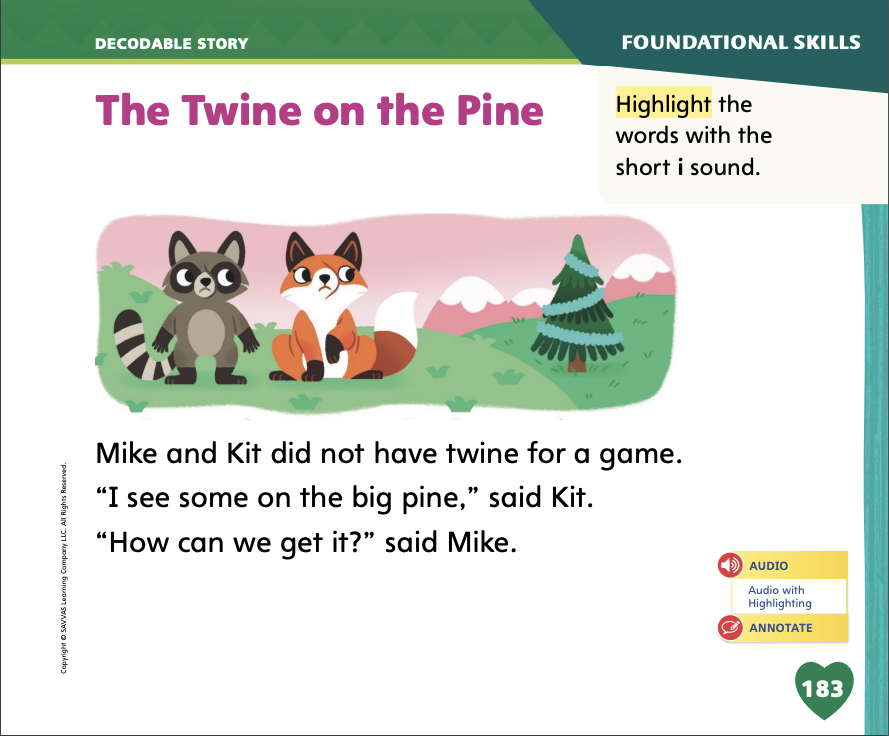 DECODABLE STORY
FOUNDATIONAL SKILLS
The Twine on the Pine
Highlight the
words with the
short i sound.
Mike and Kit did not have twine for a game.
“I see some on the big pine,” said Kit.
“How can we get it?” said Mike.
Copyright © SAVVAS Learning Company LLC. All Rights Reserved.
AUDIO
Audio with
Highlighting
ANNOTATE
183